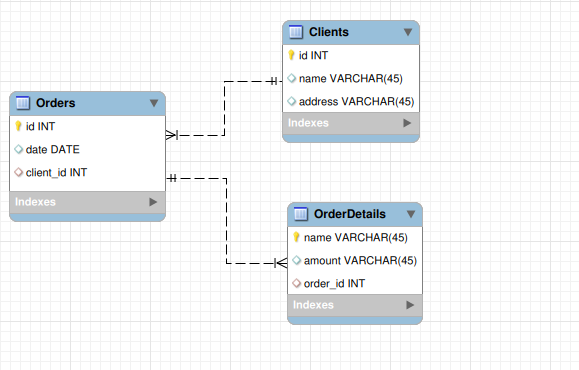 Clients
id INT
name VARCHAR(45)
address VARCHAR(45)
Indexes
Orders
id INT
date DATE
client_id INT
Indexes
OrderDetails
name VARCHAR(45)
amount VARCHAR(45)
order_id INT
Indexes